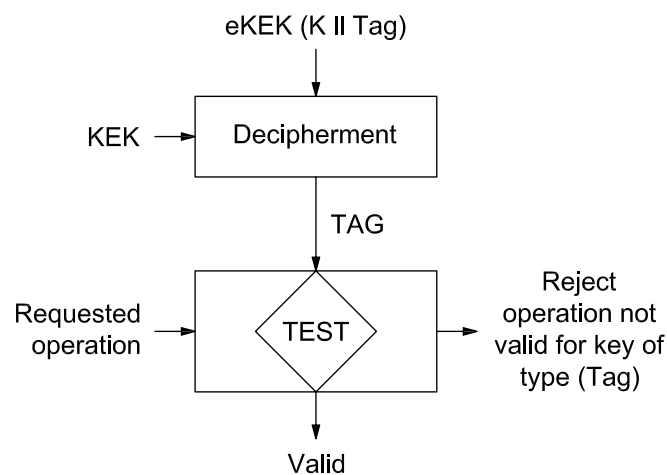 eKEK (K II Tag)
KEK
Decipherment
TAG
Requested
operation
TEST
Reject
operation not
valid for key of
type (Tag)
Valid